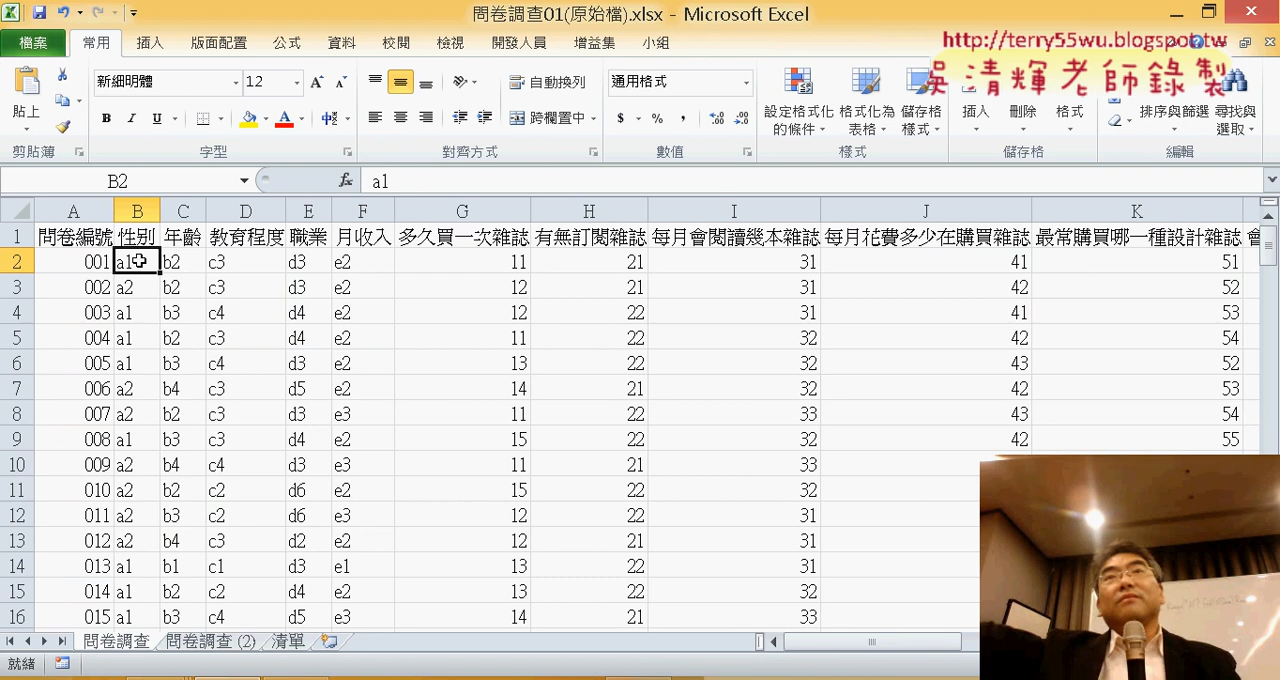 問卷調查01(原始檔).xlsx - Microsoft Excel
檔案 常用 插入 版面配置 公式 資料 校閱 檢視 開發人員 增益集 小組
http://terry55wu.blogspot.tw
吳清輝老師錄製
新細明體 12 自動換列 通用格式
貼上 B I U 跨欄置中 $ % , 設定格式化的條件 格式化為表格 儲存格樣式 插入 刪除 格式 排序與篩選 尋找與選取
剪貼簿 字型 對齊方式 數值 樣式 儲存格 編輯
B2 fx a1
A B C D E F G H I J K
1 問卷編號 性別 年齡 教育程度 職業 月收入 多久買一次雜誌 有無訂閱雜誌 每月會閱讀幾本雜誌 每月花費多少在購買雜誌 最常購買哪一種設計雜誌 會
2 001 a1 b2 c3 d3 e2 11 21 31 41 51
3 002 a2 b2 c3 d3 e2 12 21 31 42 52
4 003 a1 b3 c4 d4 e2 12 22 31 41 53
5 004 a1 b2 c3 d4 e2 11 22 32 42 54
6 005 a1 b3 c4 d3 e2 13 22 32 43 52
7 006 a2 b4 c3 d5 e2 14 21 32 42 53
8 007 a2 b2 c3 d3 e3 11 22 33 43 54
9 008 a1 b3 c3 d4 e2 15 22 32 42 55
10 009 a2 b4 c4 d3 e3 11 21 33
11 010 a2 b2 c2 d6 e2 15 22 32
12 011 a2 b3 c2 d6 e3 12 22 31
13 012 a2 b4 c3 d2 e2 12 21 31
14 013 a1 b1 c1 d3 e1 13 22 31
15 014 a1 b2 c2 d4 e2 13 22 32
16 015 a1 b3 c4 d5 e3 14 21 33
問卷調查 問卷調查 (2) 清單
就緒